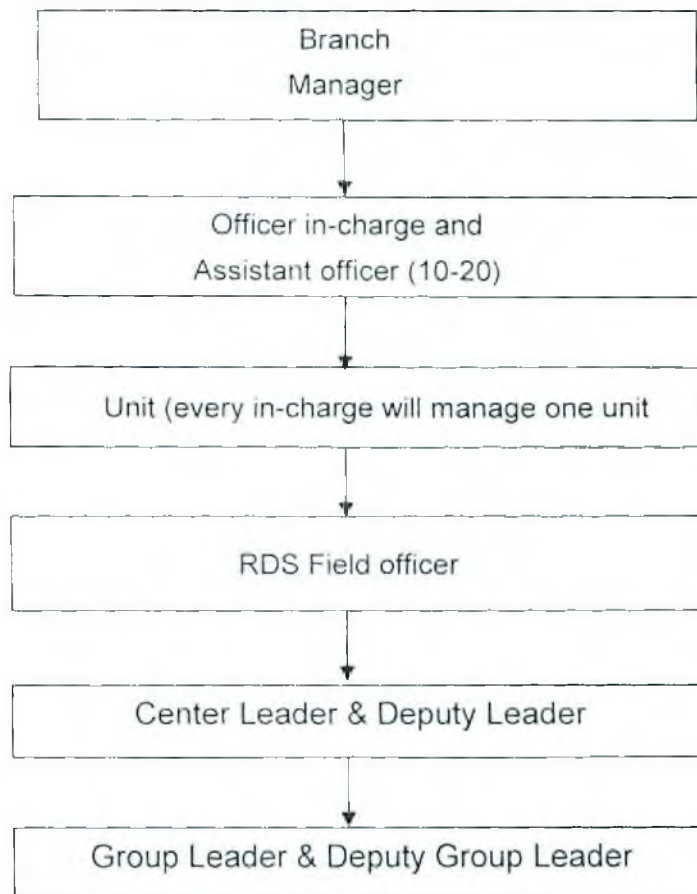 Branch
Manager
Officer in-charge and
Assistant officer (10-20)
Unit (every in-charge will manage one unit
RDS Field officer
Center Leader & Deputy Leader
Group Leader & Deputy Group Leader